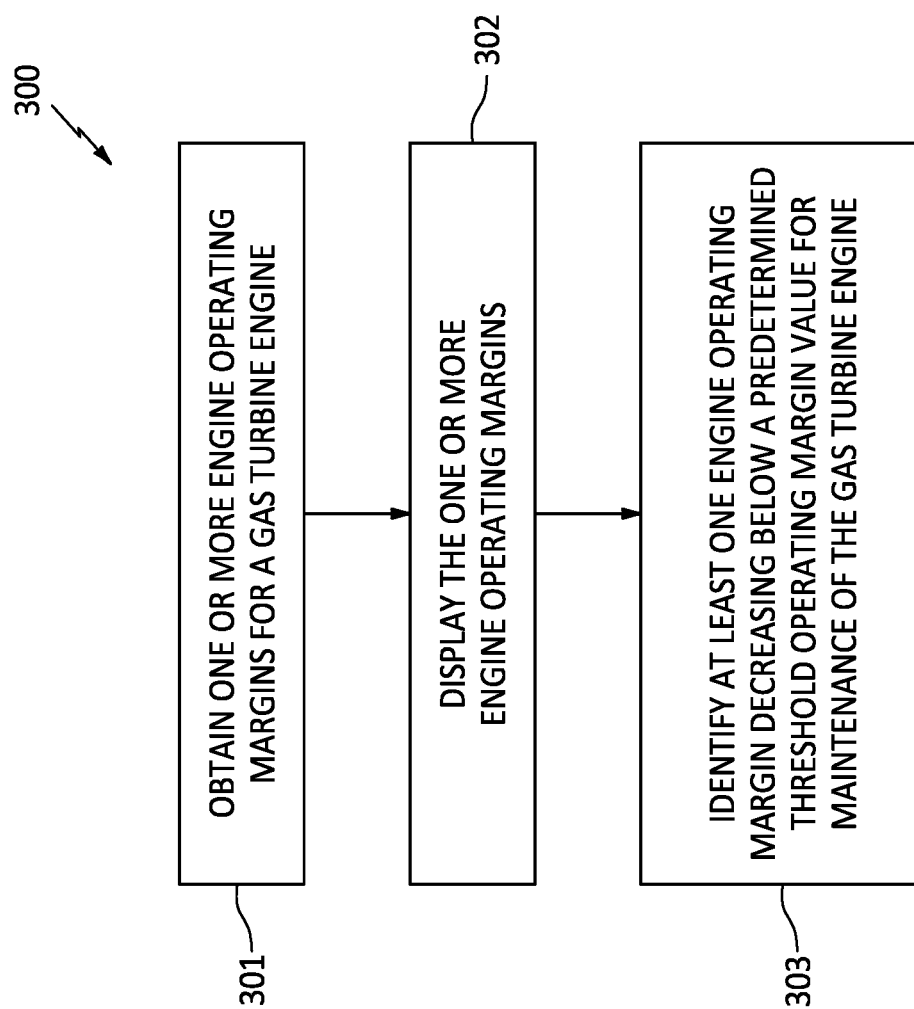 300
OBTAIN ONE OR MORE ENGINE OPERATING
MARGINS FOR A GAS TURBINE ENGINE
301
DISPLAY THE ONE OR MORE
ENGINE OPERATING MARGINS
302
IDENTIFY AT LEAST ONE ENGINE OPERATING
MARGIN DECREASING BELOW A PREDETERMINED
THRESHOLD OPERATING MARGIN VALUE FOR
MAINTENANCE OF THE GAS TURBINE ENGINE
303